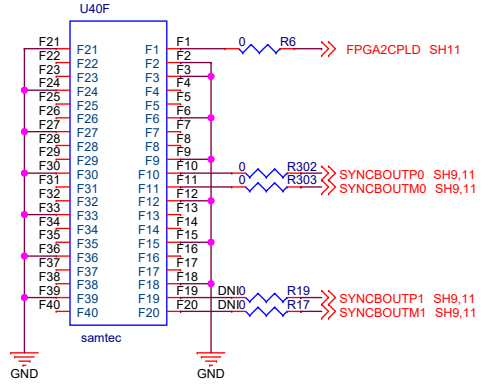 U40F
F21 F21 F1 F1 0 R6 FPGA2CPLD SH11
F22 F22 F2 F2
F23 F23 F3 F3
F24 F24 F4 F4
F25 F25 F5 F5
F26 F26 F6 F6
F27 F27 F7 F7
F28 F28 F8 F8
F29 F29 F9 F9
F30 F30 F10 F10 0 R302 SYNCBOUTP0 SH9,11
F31 F31 F11 F11 0 R303 SYNCBOUTM0 SH9,11
F32 F32 F12 F12
F33 F33 F13 F13
F34 F34 F14 F14
F35 F35 F15 F15
F36 F36 F16 F16
F37 F37 F17 F17
F38 F38 F18 F18
F39 F39 F19 F19 DNI0 R19 SYNCBOUTP1 SH9,11
F40 F40 F20 F20 DNI0 R17 SYNCBOUTM1 SH9,11
samtec
GND GND